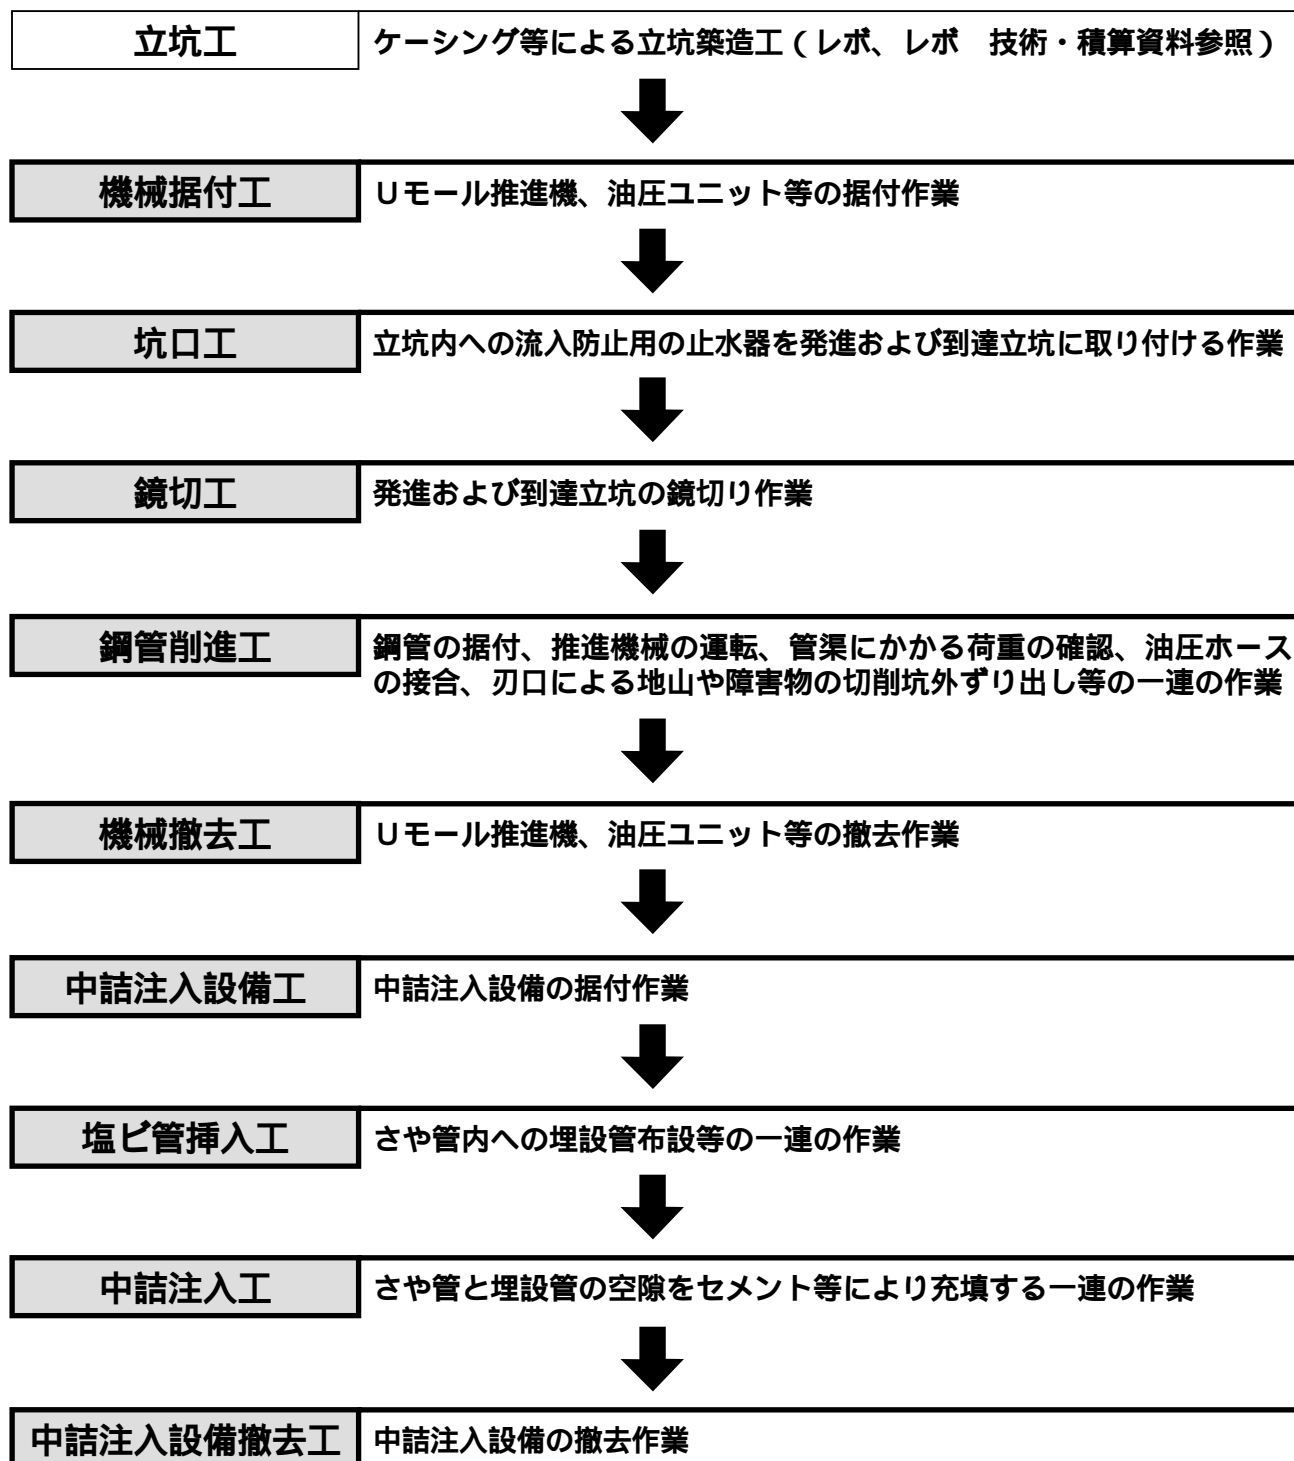 立坑工
ケーシング等による立坑築造工(レボ、レボ　技術・積算資料参照)
機械据付工
Uモール推進機、油圧ユニット等の据付作業
坑口工
立坑内への流入防止用の止水器を発進および到達立坑に取り付ける作業
鏡切工
発進および到達立坑の鏡切り作業
鋼管削進工
鋼管の据付、推進機械の運転、管渠にかかる荷重の確認、油圧ホース
の接合、刃口による地山や障害物の切削坑外ずり出し等の一連の作業
機械撤去工
Uモール推進機、油圧ユニット等の撤去作業
中詰注入設備工
中詰注入設備の据付作業
塩ビ管挿入工
さや管内への埋設管布設等の一連の作業
中詰注入工
さや管と埋設管の空隙をセメント等により充填する一連の作業
中詰注入設備撤去工
中詰注入設備の撤去作業